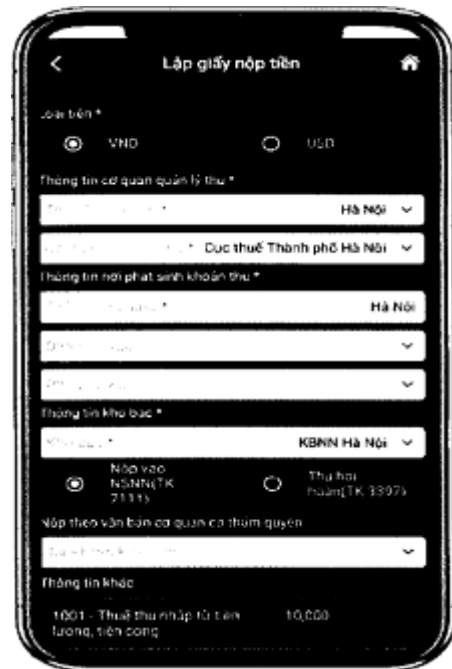 Lập giấy nộp tiền
Loại tiền *
VND
USD
Thông tin cơ quan quản lý thu *
* Hà Nội
* Cục thuế Thành phố Hà Nội
Thông tin nơi phát sinh khoản thu *
* Hà Nội
Thông tin kho bạc *
* KBNN Hà Nội
Nộp vào
NSNN(TK
7111)
Thu hồi
hoàn(TK 3397)
Nộp theo văn bản cơ quan có thẩm quyền
Thông tin khác
1001 - Thuế thu nhập từ tiền
lương, tiền công
10,000